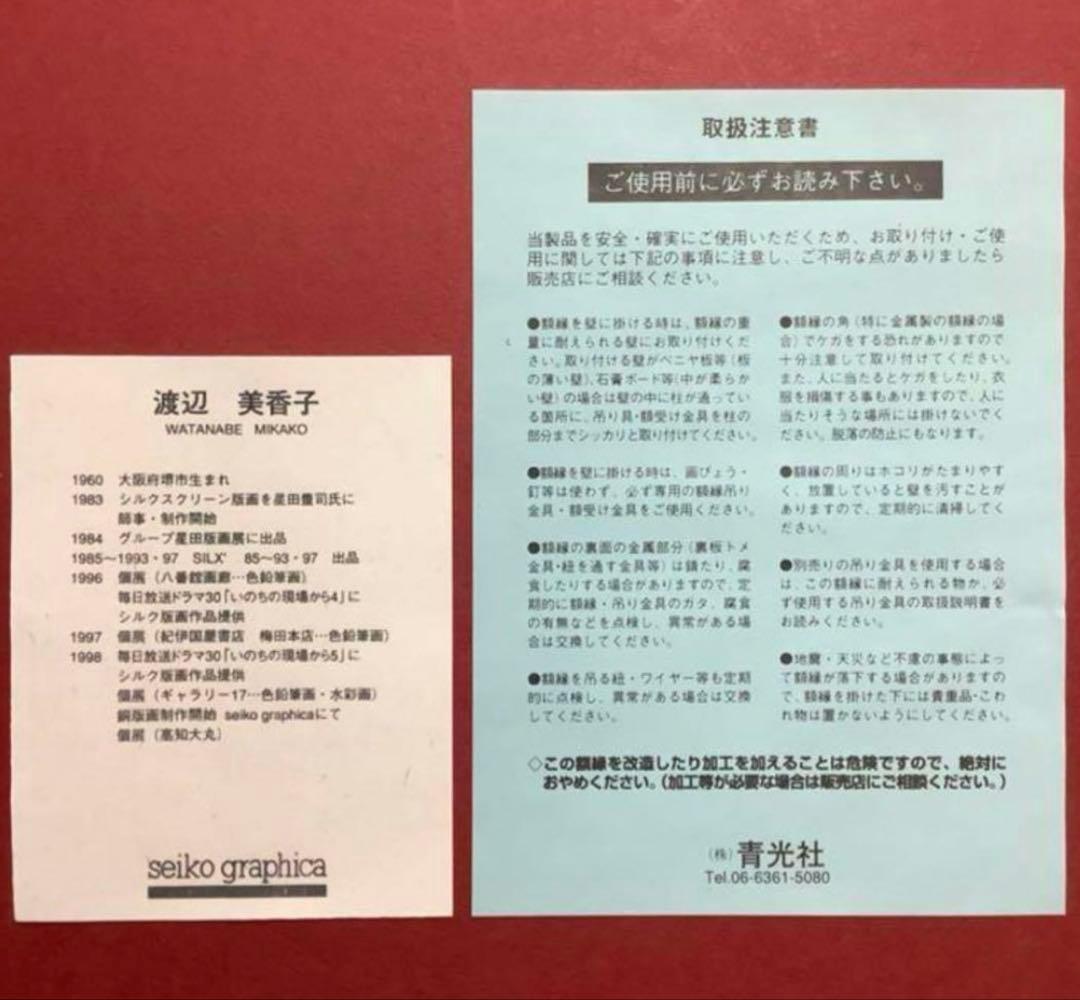 渡辺 美香子
WATANABE MIKAKO
1960 大阪府堺市生まれ
1983 シルクスクリーン版画を星田豊司氏に
師事・制作開始
1984 グループ星田版画展に出品
1985〜1993・97 SILX' 85〜93・97 出品
1996 個展（八番館画廊…色鉛筆画）
毎日放送ドラマ30「いのちの現場から4」に
シルク版画作品提供
1997 個展（紀伊国屋書店 梅田本店…色鉛筆画）
1998 毎日放送ドラマ30「いのちの現場から5」に
シルク版画作品提供
個展（ギャラリー17…色鉛筆画・水彩画）
銅版画制作開始 seiko graphicaにて
個展（高知大丸）
seiko graphica
取扱注意書
ご使用前に必ずお読み下さい。
当製品を安全・確実にご使用いただくため、お取り付け・ご使
用に関しては下記の事項に注意し、ご不明な点がありましたら
販売店にご相談ください。
●額縁を壁に掛ける時は、額縁の重
量に耐えられる壁にお取付けくだ
さい。取り付ける壁がベニヤ板等（板
の薄い壁）、石膏ボード等（中が柔らか
い壁）の場合は壁の中に柱が通ってい
る箇所に、吊り具・額受け金具を柱の
部分までシッカリと取り付けてください。
●額縁を壁に掛ける時は、画びょう・
釘等は使わず、必ず専用の額縁吊り
金具・額受け金具をご使用ください。
●額縁の裏面の金属部分（裏板トメ
金具・紐を通す金具等）は錆たり、腐
食したりする場合がありますので、定
期的に額縁・吊り金具のガタ、腐食
の有無などを点検し、異常がある場
合は交換してください。
●額縁を吊る紐・ワイヤー等も定期
的に点検し、異常がある場合は交換
してください。
●額縁の角（特に金属製の額縁の場
合）でケガをする恐れがありますので
十分注意して取り付けてください。
また、人に当たるとケガをしたり、衣
服を損傷する事もありますので、人に
当たりそうな場所には掛けないでく
ださい。脱落の防止にもなります。
●額縁の周りはホコリがたまりやす
く、放置していると壁を汚すことが
ありますので、定期的に清掃してく
ださい。
●別売りの吊り金具を使用する場合
は、この額縁に耐えられる物か、必
ず使用する吊り金具の取扱説明書を
お読みください。
●地震・天災など不慮の事態によっ
て額縁が落下する場合があリますの
で、額縁を掛けた下には貴重品・こわ
れ物は置かないようにしてください。
◇この額縁を改造したり加工を加えることは危険ですので、絶対に
おやめください。（加工等が必要な場合は販売店にご相談ください。）
（株）青光社
Tel.06-6361-5080